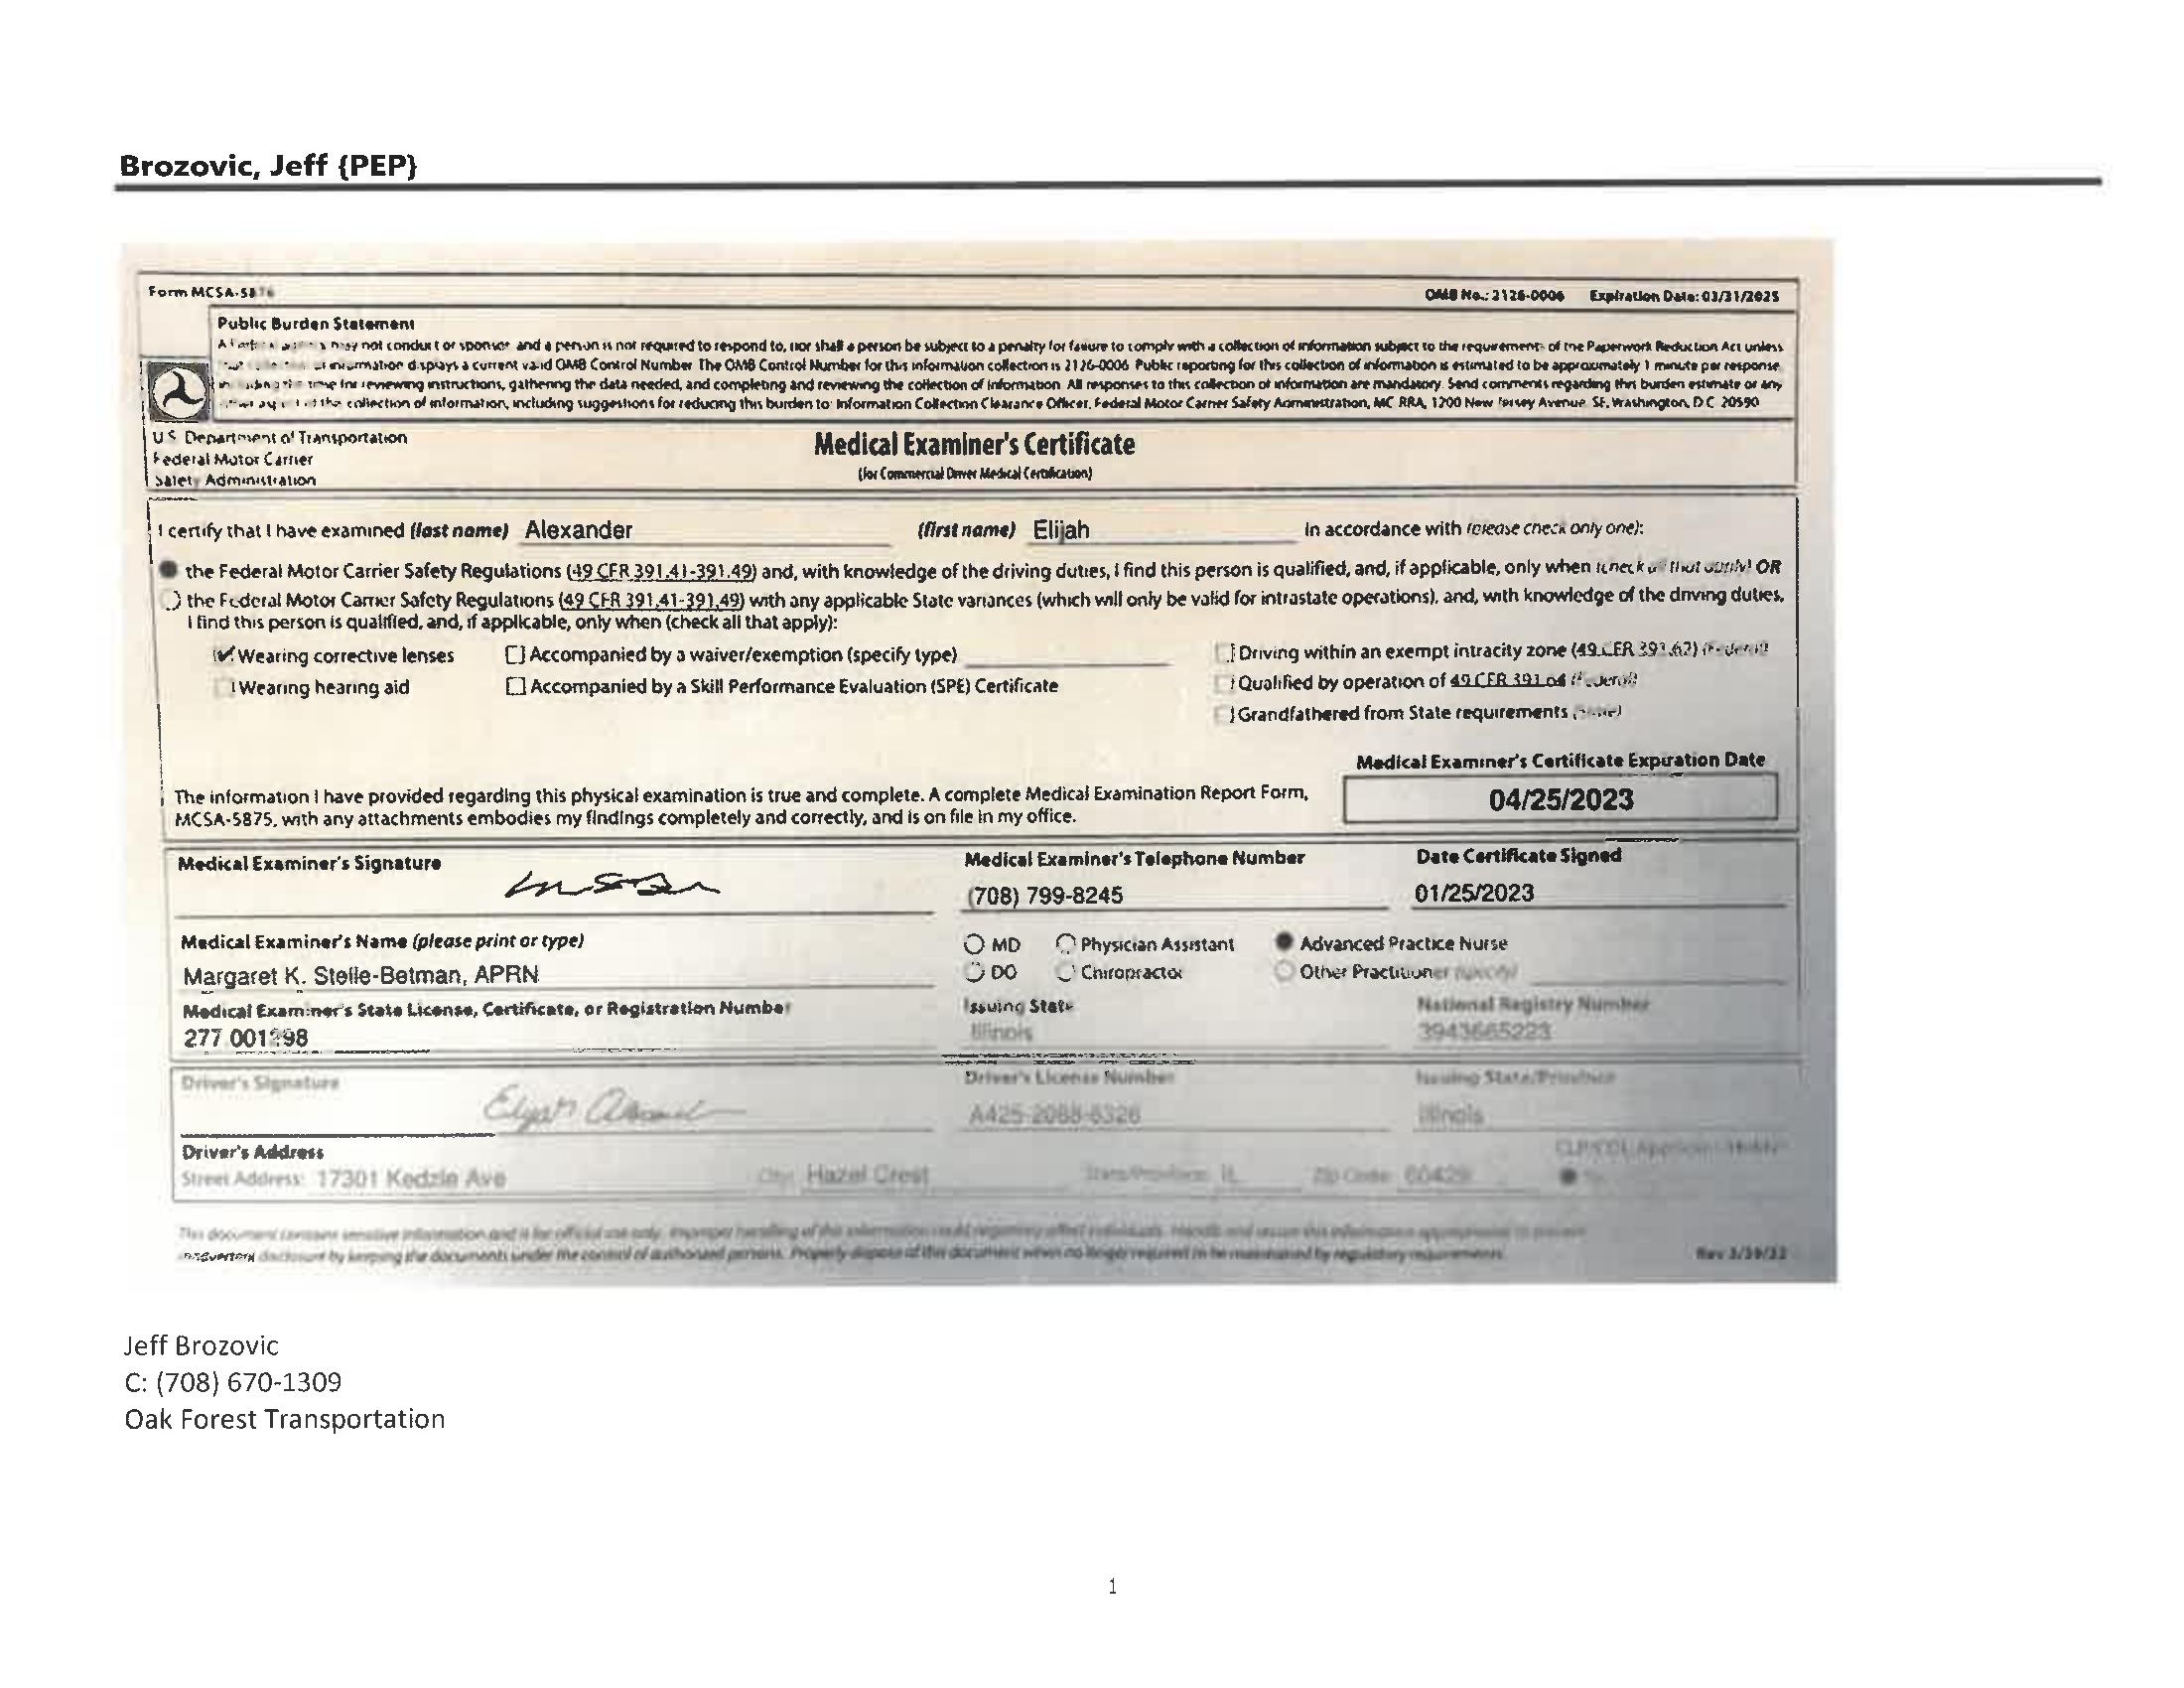 Brozovic, Jeff (PEP)
Form MCSA-58
OMB No.: 2126-0006 Expiration Date: 03/31/2025
Public Burden Statement
may not conduct or sponsor and a person is not required to respond to, nor shall a person be subject to a penalty for failure to comply with a collection of information subject to the requirements of the Paperwork Reduction Act unless
information displays a current valid OMB Control Number The OMB Control Number for this information collection is 2126-0006 Public reporting for this collection of information is estimated to be approximately 1 minute per response
time for reviewing instructions, gathering the data needed, and completing and reviewing the collection of information All responses to this collection of information are mandatory. Send comments regarding this burden estimate or any
the collection of information, including suggestions for reducing this burden to: Information Collection Clearance Officer, Federal Motor Carrier Safety Administration, MC RRA, 1200 New Jersey Avenue SE, Washington, D C 20590
U S Department of Transportation
Federal Motor Carrier
Safety Administration
Medical Examiner's Certificate
(for Commercial Driver Medical Certification)
I certify that I have examined (last name) Alexander (first name) Elijah in accordance with (please check only one):
the Federal Motor Carrier Safety Regulations (49 CFR 391.41-391.49) and, with knowledge of the driving duties, I find this person is qualified, and, if applicable, only when (check all that apply) OR
the Federal Motor Carrier Safety Regulations (49 CFR 391.41-391.49) with any applicable State variances (which will only be valid for intrastate operations), and, with knowledge of the driving duties,
I find this person is qualified, and, if applicable, only when (check all that apply):
Wearing corrective lenses Accompanied by a waiver/exemption (specify type) Driving within an exempt intracity zone (49 CFR 391.62) (Federal)
Wearing hearing aid Accompanied by a Skill Performance Evaluation (SPE) Certificate Qualified by operation of 49 CFR 391.64 (Federal)
Grandfathered from State requirements (State)
Medical Examiner's Certificate Expiration Date
04/25/2023
The information I have provided regarding this physical examination is true and complete. A complete Medical Examination Report Form,
MCSA-5875, with any attachments embodies my findings completely and correctly, and is on file in my office.
Medical Examiner's Signature Medical Examiner's Telephone Number Date Certificate Signed
(708) 799-8245 01/25/2023
Medical Examiner's Name (please print or type) MD Physician Assistant Advanced Practice Nurse
Margaret K. Stelle-Betman, APRN DO Chiropractor Other Practitioner (specify)
Medical Examiner's State License, Certificate, or Registration Number Issuing State National Registry Number
277 Illinois 3943665223
Driver's Signature Driver's License Number Issuing State/Province
A425-2088-6326 Illinois
Driver's Address
Street Address: 17301 Kedzie Ave City: Hazel Crest State/Province: IL Zip Code: 60429
CLP/CDL Applicant/Holder
This document contains sensitive information and is for official use only. Improper handling of this information could negatively affect individuals. Handle and secure this information appropriately to prevent
inadvertent disclosure by keeping the documents under the control of authorized persons. Properly dispose of this document when no longer required to be maintained by regulatory requirements.
Rev 3/30/22
Jeff Brozovic
C: (708) 670-1309
Oak Forest Transportation
1